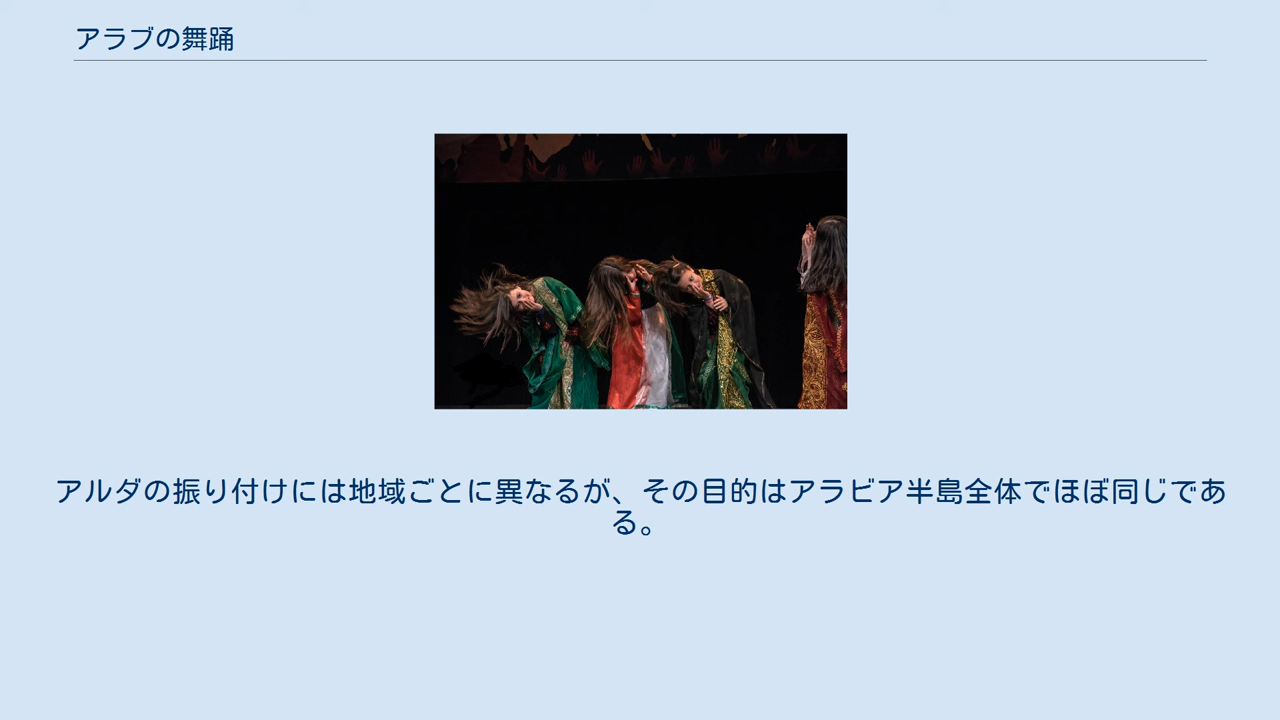 アラブの舞踊
アルダの振り付けには地域ごとに異なるが、その目的はアラビア半島全体でほぼ同じであ
る。